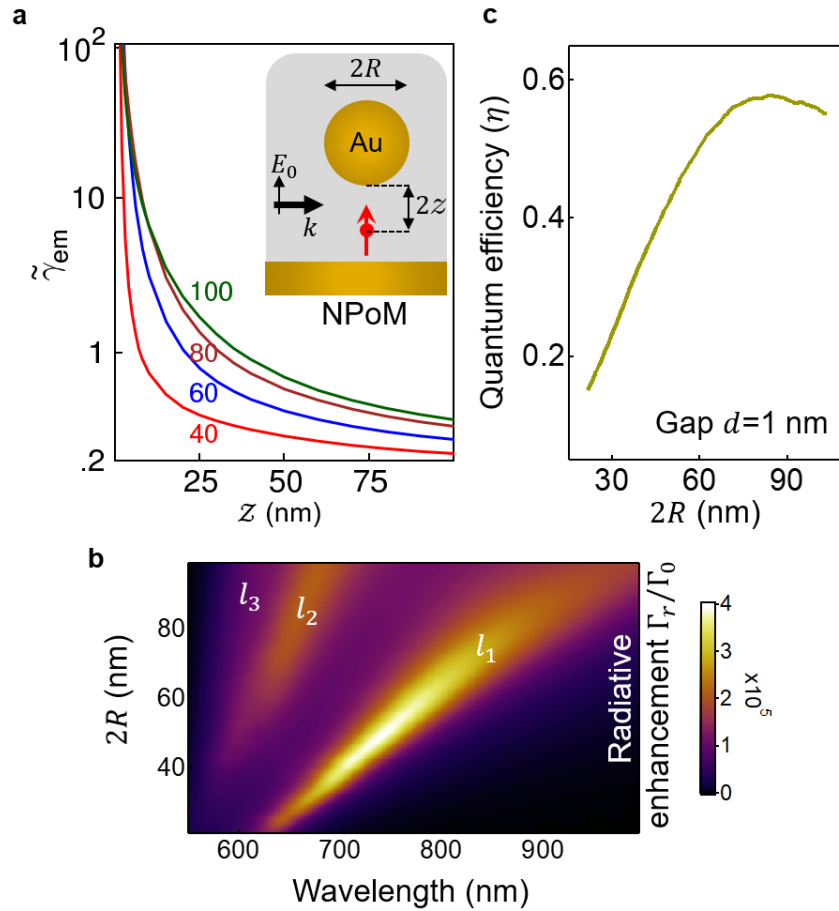 a
10²
10
1
.2
γ̃em
100
80
60
40
25
50
75
𝓏 (nm)
2R
Au
E₀
k
2𝓏
NPoM
c
0.6
0.4
0.2
Quantum efficiency (η)
Gap d=1 nm
30
60
90
2R (nm)
b
l₃
l₂
l₁
80
60
40
2R (nm)
600
700
800
900
Wavelength (nm)
Radiative
enhancement Γr/Γ0
4
3
2
1
0
x10⁵